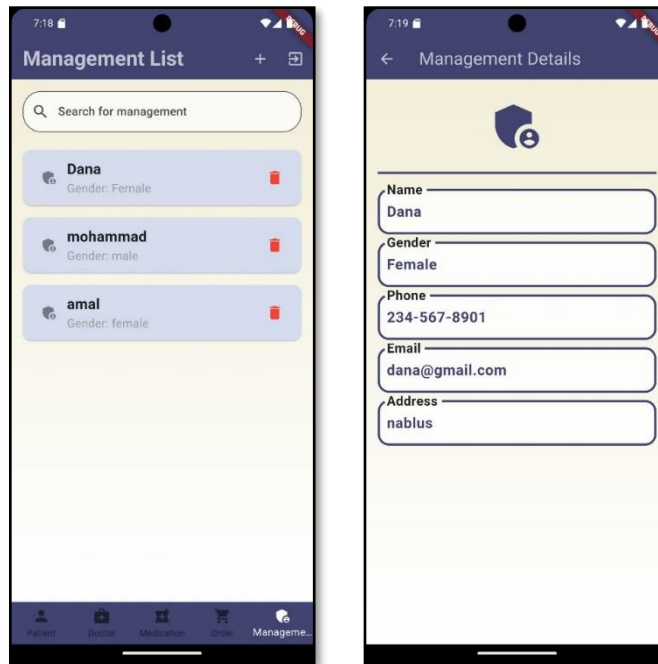 7:18
DEBUG
Management List
Search for management
Dana
Gender: Female
mohammad
Gender: male
amal
Gender: female
Patient Doctor Medication Order Manageme...
7:19
DEBUG
Management Details
Name
Dana
Gender
Female
Phone
234-567-8901
Email
dana@gmail.com
Address
nablus